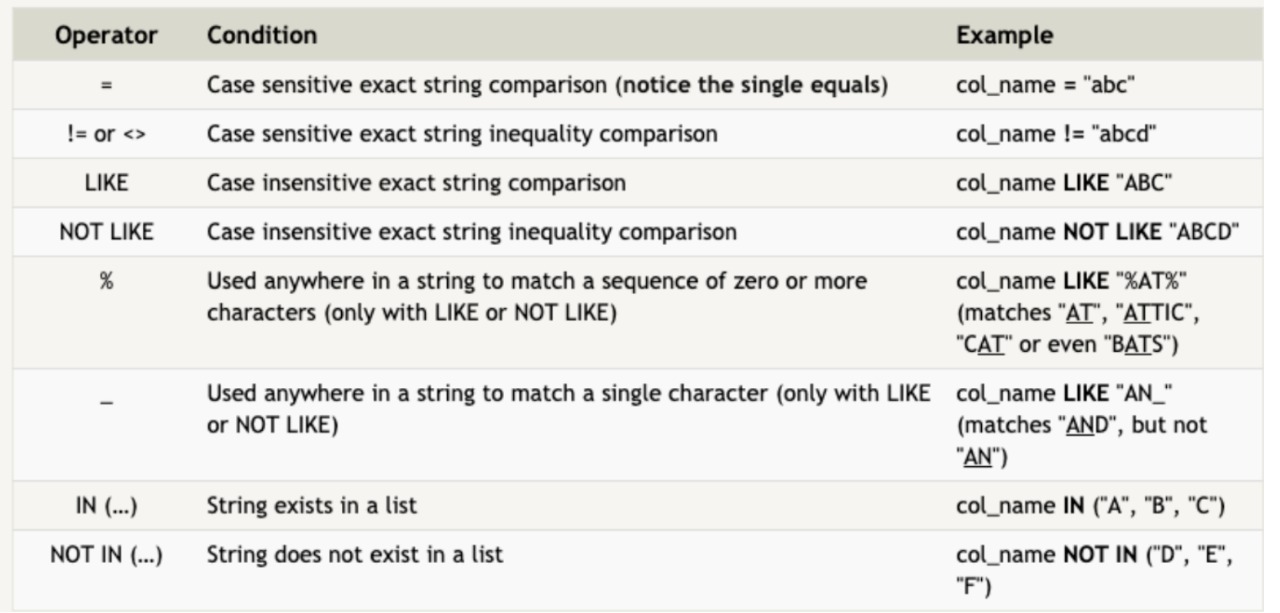 Operator Condition Example
= Case sensitive exact string comparison (notice the single equals) col_name = "abc"
!= or <> Case sensitive exact string inequality comparison col_name != "abcd"
LIKE Case insensitive exact string comparison col_name LIKE "ABC"
NOT LIKE Case insensitive exact string inequality comparison col_name NOT LIKE "ABCD"
% Used anywhere in a string to match a sequence of zero or more col_name LIKE "%AT%"
characters (only with LIKE or NOT LIKE) (matches "AT", "ATTIC",
"CAT" or even "BATS")
_ Used anywhere in a string to match a single character (only with LIKE col_name LIKE "AN_"
or NOT LIKE) (matches "AND", but not
"AN")
IN (…) String exists in a list col_name IN ("A", "B", "C")
NOT IN (…) String does not exist in a list col_name NOT IN ("D", "E",
"F")